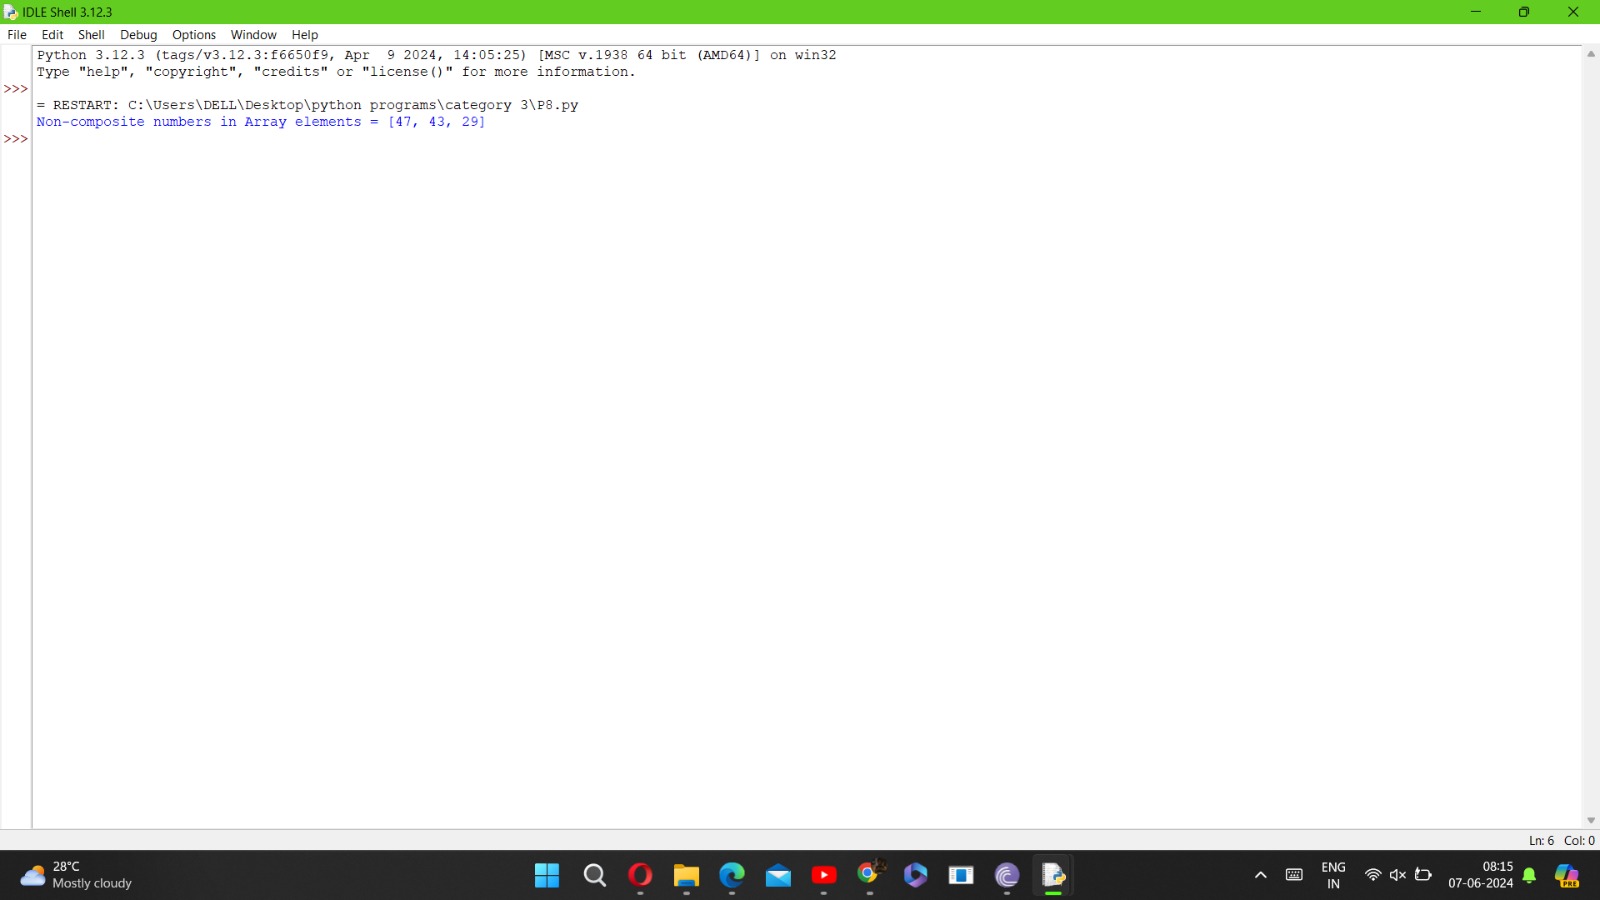 IDLE Shell 3.12.3
File Edit Shell Debug Options Window Help
Python 3.12.3 (tags/v3.12.3:f6650f9, Apr  9 2024, 14:05:25) [MSC v.1938 64 bit (AMD64)] on win32
Type "help", "copyright", "credits" or "license()" for more information.
>>>
= RESTART: C:\Users\DELL\Desktop\python programs\category 3\P8.py
Non-composite numbers in Array elements = [47, 43, 29]
>>>
Ln: 6 Col: 0
28°C
Mostly cloudy
ENG
IN
08:15
07-06-2024
PRE